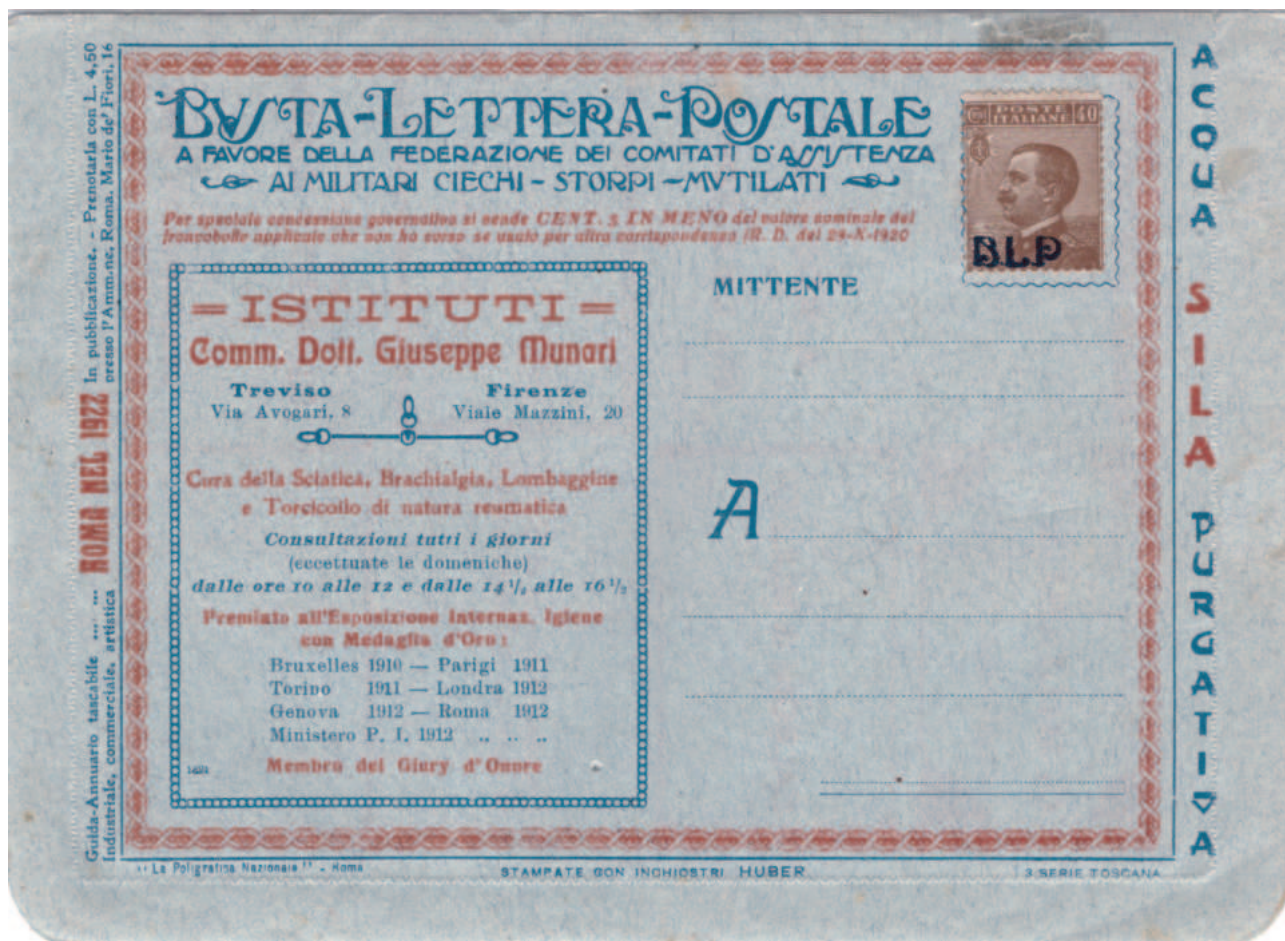 BUSTA-LETTERA-POSTALE
A FAVORE DELLA FEDERAZIONE DEI COMITATI D'ASSISTENZA
AI MILITARI CIECHI - STORPI - MVTILATI
Per speciale concessione governativa si vende CENT. 5 IN MENO del valore nominale del
francobollo applicato che non ha corso se usato per altra corrispondenza (R. D. del 24-X-1920
POSTE
ITALIANE
40
BLP
= ISTITUTI =
Comm. Dott. Giuseppe Munari
Treviso Firenze
Via Avogari, 8 Viale Mazzini, 20
Cura della Sciatica, Brachialgia, Lombaggine
e Torcicollo di natura reumatica
Consultazioni tutti i giorni
(eccettuate le domeniche)
dalle ore 10 alle 12 e dalle 14 1/2 alle 16 1/2
Premiato all'Esposizione Internaz. Igiene
con Medaglia d'Oro:
Bruxelles 1910 — Parigi 1911
Torino 1911 — Londra 1912
Genova 1912 — Roma 1912
Ministero P. I. 1912 .. .. ..
Membro del Giury d'Onore
MITTENTE
A
Guida-Annuario tascabile ... ... ROMA NEL 1922 In pubblicazione. - Prenotarla con L. 4,50
Industriale, commerciale, artistica presso l'Amm.ne, Roma. Mario de' Fiori, 16
ACQUA SILA PURGATIVA
"La Poligrafica Nazionale" - Roma
STAMPATE CON INCHIOSTRI HUBER
3 SERIE TOSCANA